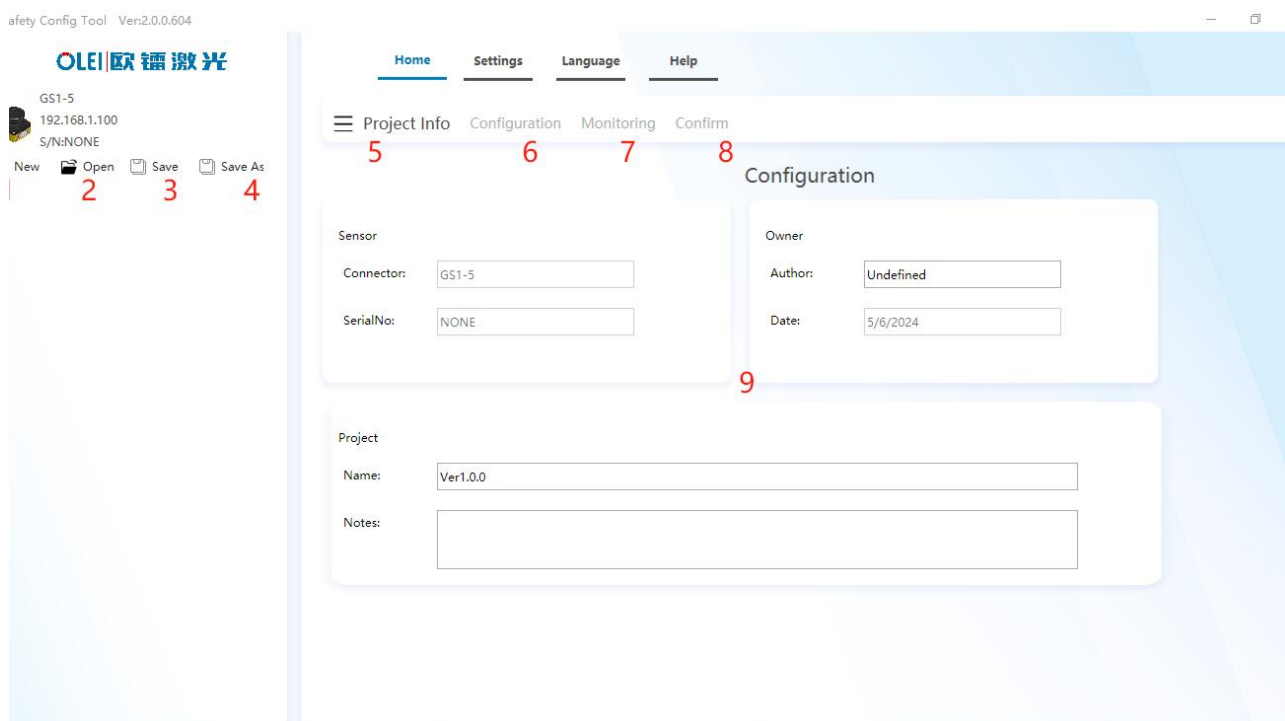 afety Config Tool Ver:2.0.0.604
OLEI 欧镭激光
GS1-5
192.168.1.100
S/N:NONE
New Open Save Save As
2 3 4
Home Settings Language Help
Project Info Configuration Monitoring Confirm
5 6 7 8
Configuration
Sensor
Connector: GS1-5
SerialNo: NONE
Owner
Author: Undefined
Date: 5/6/2024
9
Project
Name: Ver1.0.0
Notes: